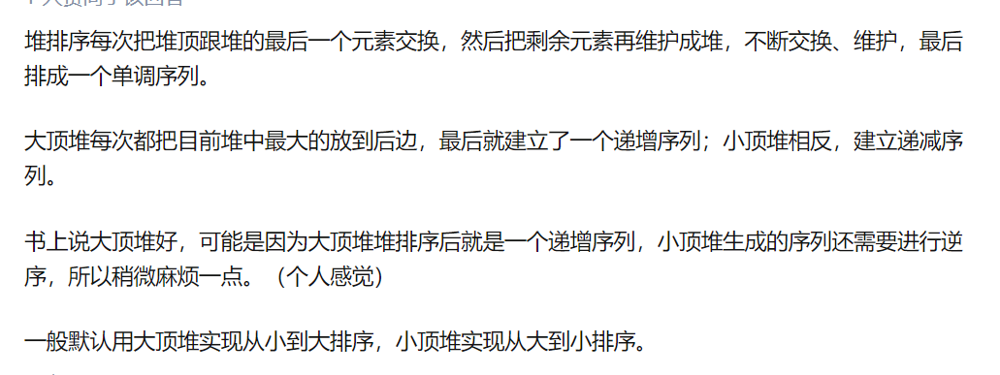 堆排序每次把堆顶跟堆的最后一个元素交换，然后把剩余元素再维护成堆，不断交换、维护，最后
排成一个单调序列。
大顶堆每次都把目前堆中最大的放到后边，最后就建立了一个递增序列；小顶堆相反，建立递减序
列。
书上说大顶堆好，可能是因为大顶堆堆排序后就是一个递增序列，小顶堆生成的序列还需要进行逆
序，所以稍微麻烦一点。（个人感觉）
一般默认用大顶堆实现从小到大排序，小顶堆实现从大到小排序。